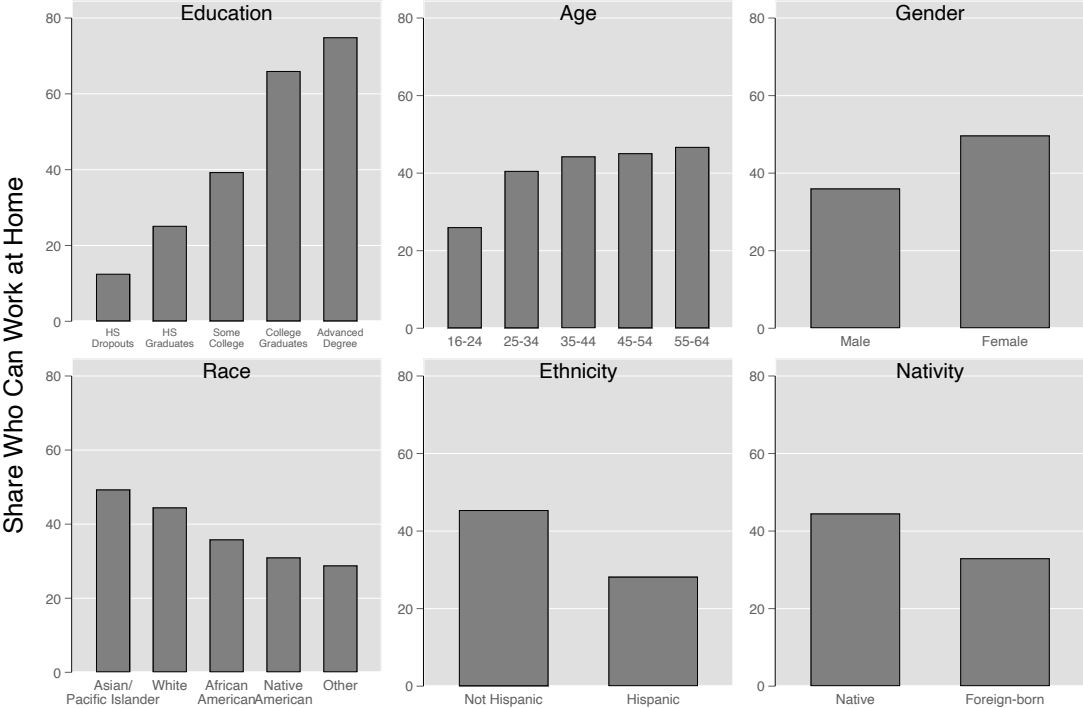 Share Who Can Work at Home
Education
80
60
40
20
0
HS Dropouts
HS Graduates
Some College
College Graduates
Advanced Degree
Age
80
60
40
20
0
16-24
25-34
35-44
45-54
55-64
Gender
80
60
40
20
0
Male
Female
Race
80
60
40
20
0
Asian/
Pacific Islander
White
African
American
Native
American
Other
Ethnicity
80
60
40
20
0
Not Hispanic
Hispanic
Nativity
80
60
40
20
0
Native
Foreign-born